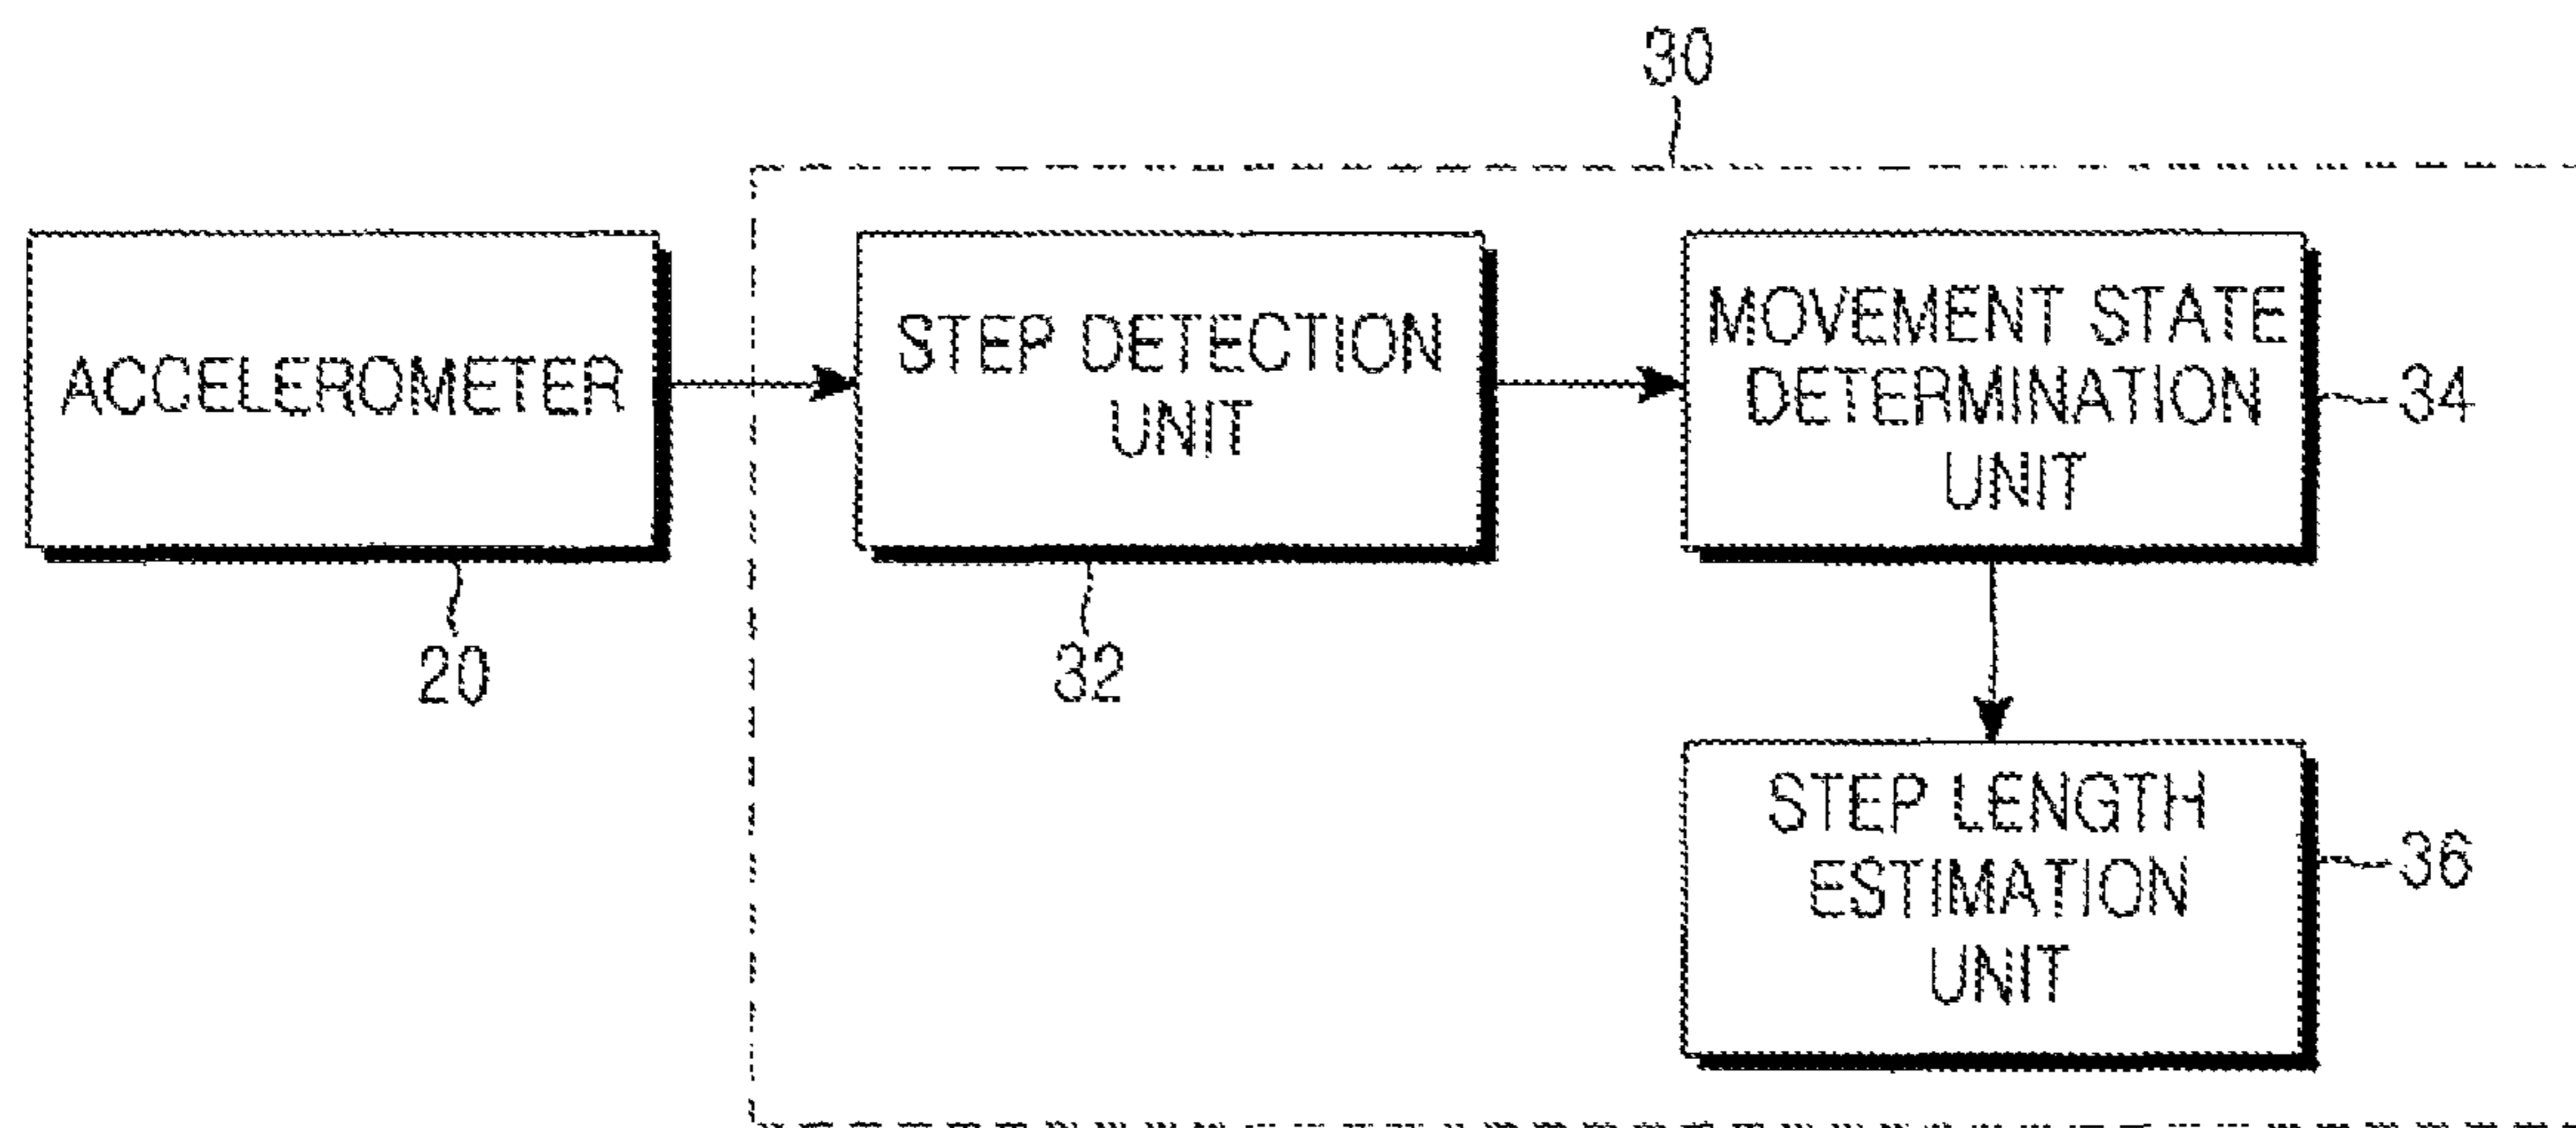 30
ACCELEROMETER
STEP DETECTION
UNIT
MOVEMENT STATE
DETERMINATION
UNIT
34
20
32
STEP LENGTH
ESTIMATION
UNIT
36